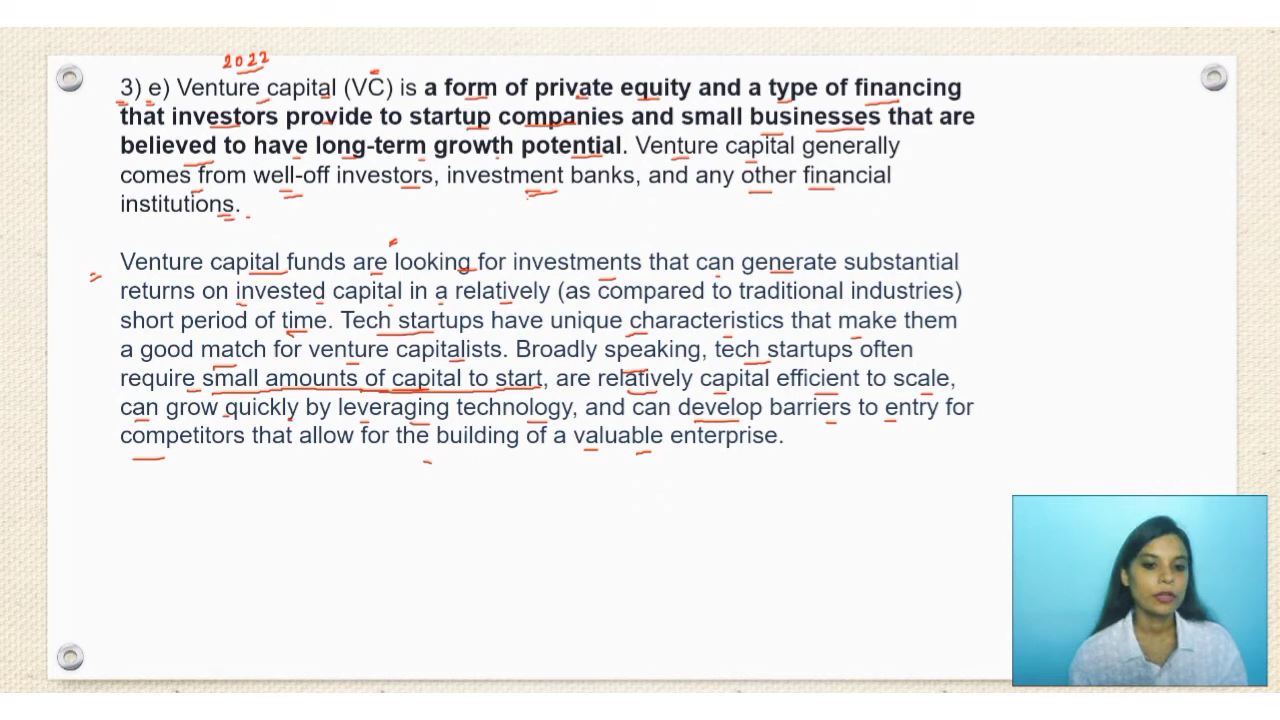 2022
3) e) Venture capital (VC) is a form of private equity and a type of financing
that investors provide to startup companies and small businesses that are
believed to have long-term growth potential. Venture capital generally
comes from well-off investors, investment banks, and any other financial
institutions.
Venture capital funds are looking for investments that can generate substantial
returns on invested capital in a relatively (as compared to traditional industries)
short period of time. Tech startups have unique characteristics that make them
a good match for venture capitalists. Broadly speaking, tech startups often
require small amounts of capital to start, are relatively capital efficient to scale,
can grow quickly by leveraging technology, and can develop barriers to entry for
competitors that allow for the building of a valuable enterprise.